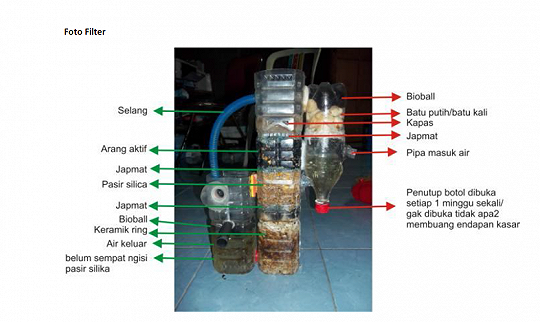 Foto Filter
Selang
Arang aktif
Japmat
Pasir silica
Japmat
Bioball
Keramik ring
Air keluar
belum sempat ngisi
pasir silika
Bioball
Batu putih/batu kali
Kapas
Japmat
Pipa masuk air
Penutup botol dibuka
setiap 1 minggu sekali/
gak dibuka tidak apa2
membuang endapan kasar